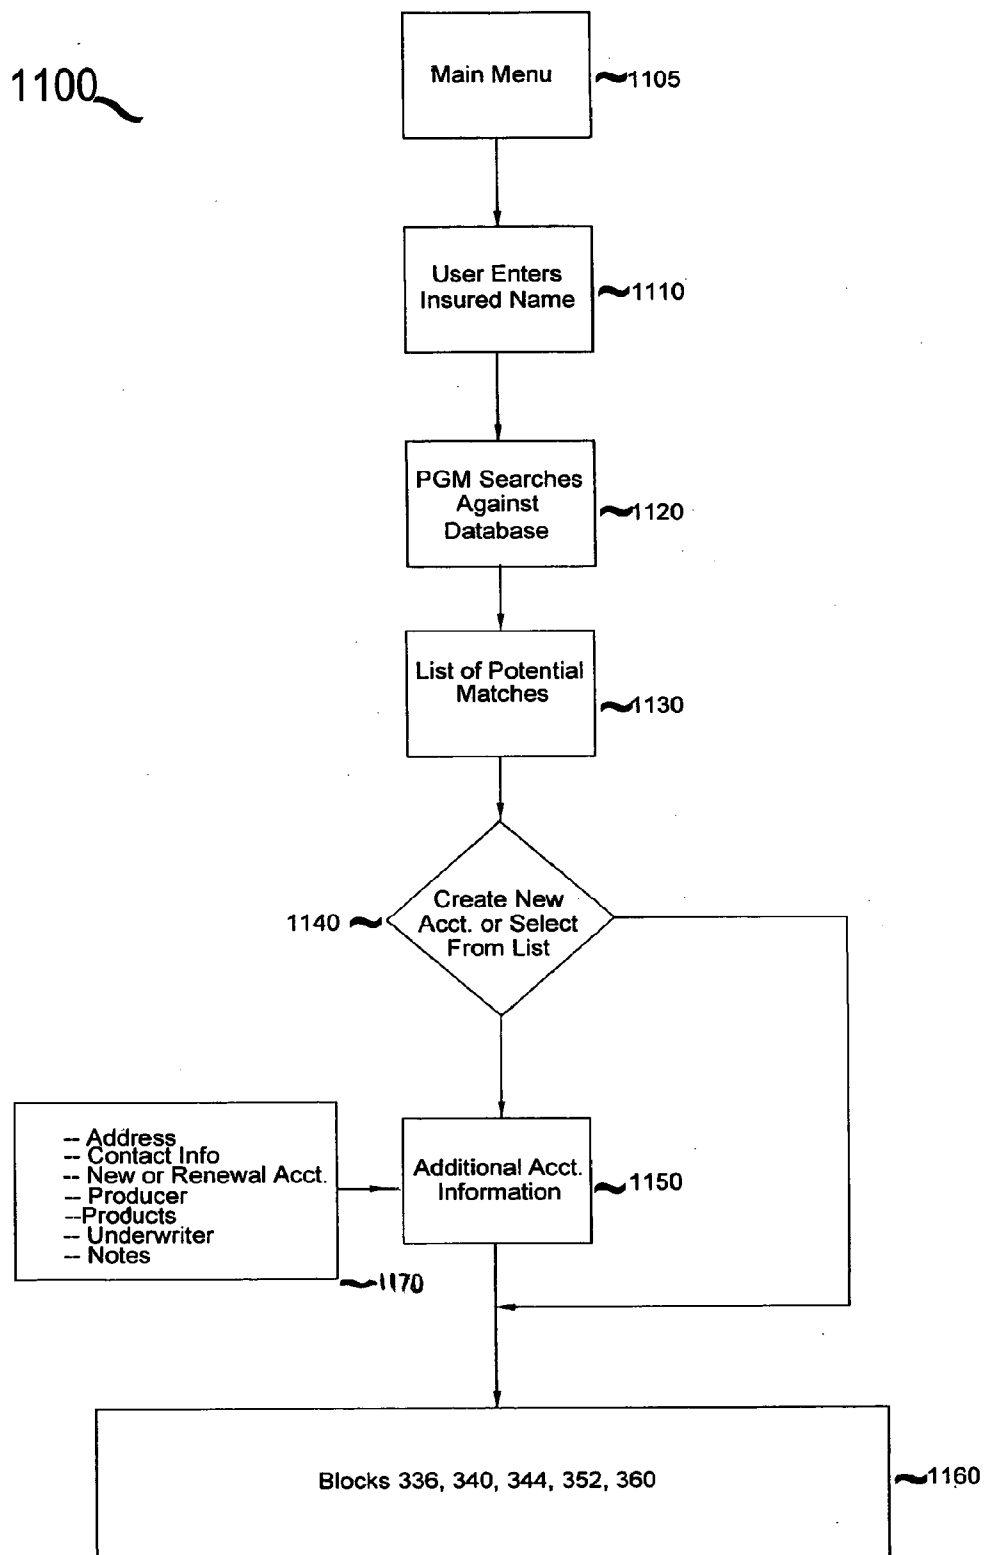 1100
Main Menu
1105
User Enters
Insured Name
1110
PGM Searches
Against
Database
1120
List of Potential
Matches
1130
Create New
Acct. or Select
From List
1140
-- Address
-- Contact Info
-- New or Renewal Acct.
-- Producer
--Products
-- Underwriter
-- Notes
1170
Additional Acct.
Information
1150
Blocks 336, 340, 344, 352, 360
1160